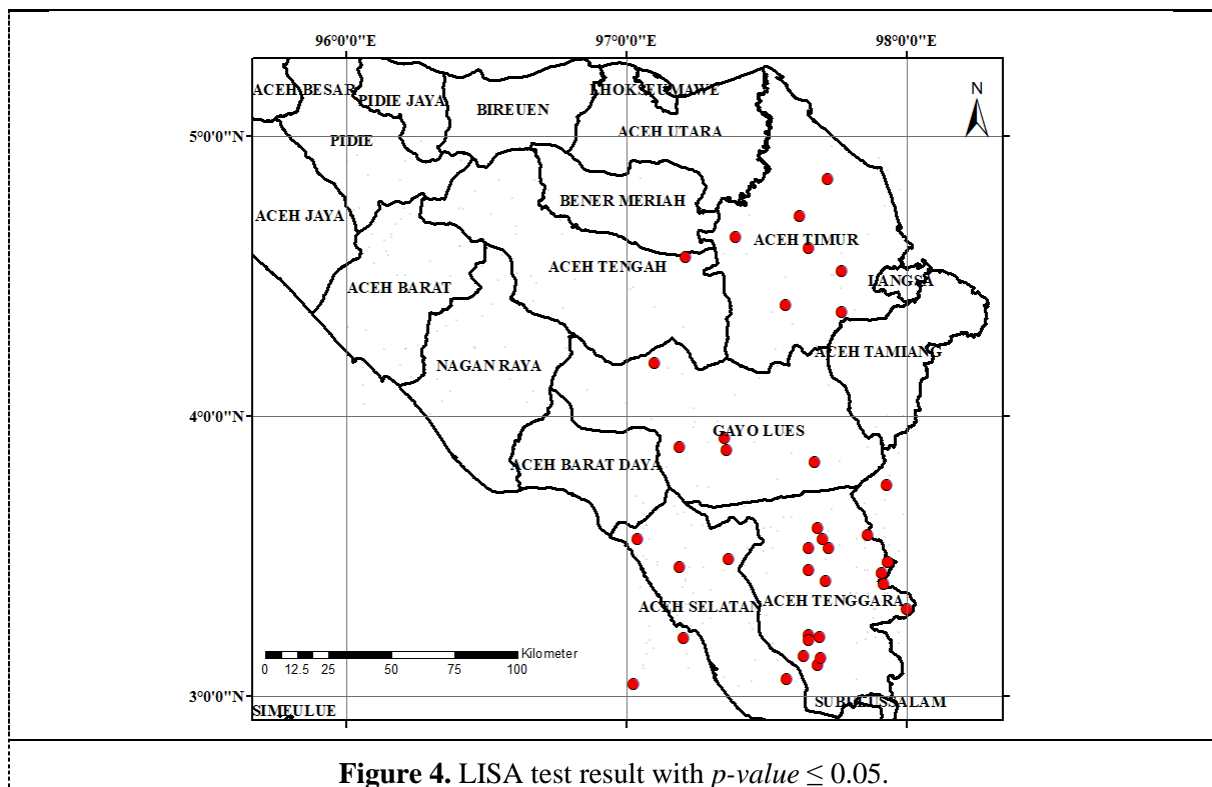 96°0'0"E 97°0'0"E 98°0'0"E
N
ACEH BESAR
PIDIE JAYA
BIREUEN
LHOKSEUMAWE
ACEH UTARA
5°0'0"N
PIDIE
BENER MERIAH
ACEH JAYA
ACEH TIMUR
ACEH TENGAH
LANGSA
ACEH BARAT
ACEH TAMIANG
NAGAN RAYA
4°0'0"N
GAYO LUES
ACEH BARAT DAYA
ACEH TENGGARA
ACEH SELATAN
Kilometer
0 12.5 25 50 75 100
3°0'0"N
SUBULUSSALAM
SIMEULUE
Figure 4. LISA test result with p-value ≤ 0.05.